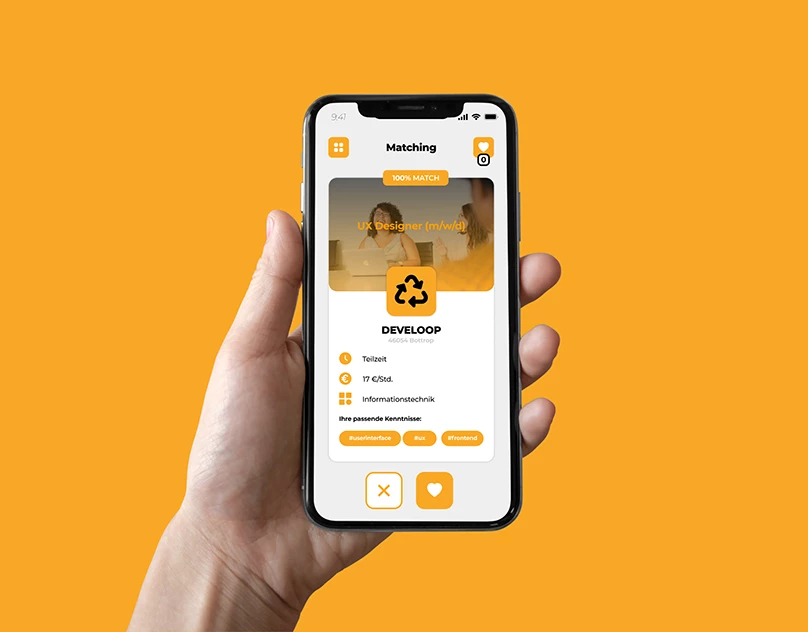 9:41
Matching
0
100% MATCH
UX Designer (m/w/d)
DEVELOOP
46054 Bottrop
Teilzeit
17 €/Std.
Informationstechnik
Ihre passende Kenntnisse:
#userinterface #ux #frontend